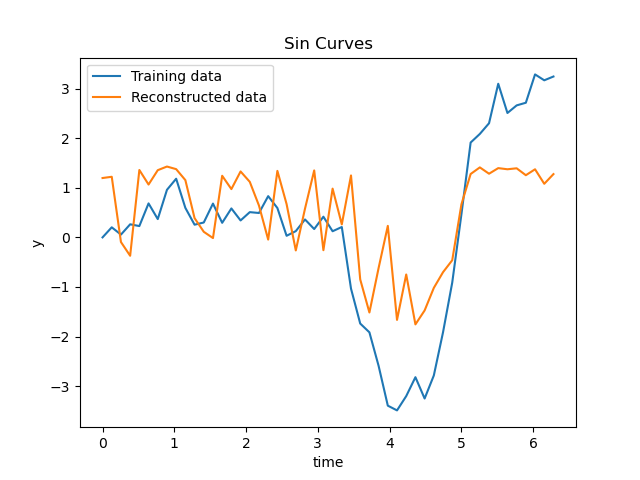 Sin Curves
Training data
Reconstructed data
y
3
2
1
0
−1
−2
−3
0 1 2 3 4 5 6
time